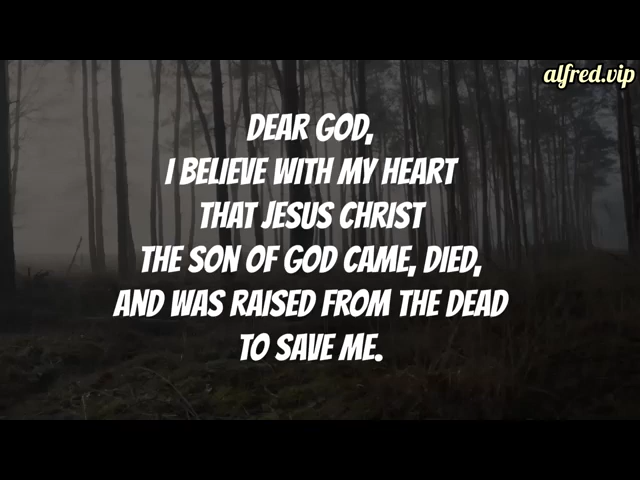 alfred.vip
DEAR GOD,
I BELIEVE WITH MY HEART
THAT JESUS CHRIST
THE SON OF GOD CAME, DIED,
AND WAS RAISED FROM THE DEAD
TO SAVE ME.